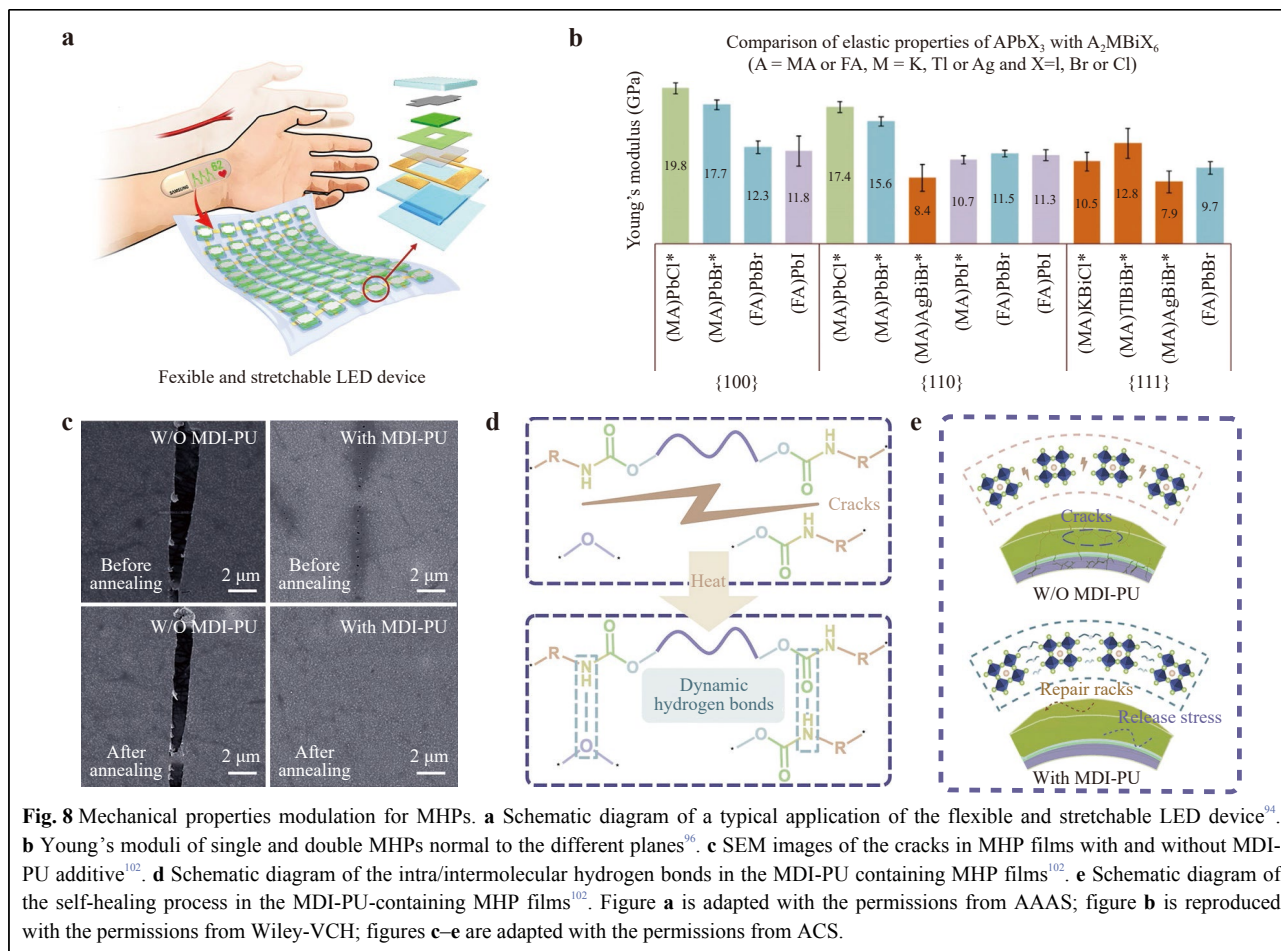 a
SAMSUNG
62
Fexible and stretchable LED device
b
Comparison of elastic properties of APbX₃ with A₂MBiX₆
(A = MA or FA, M = K, Tl or Ag and X=l, Br or Cl)
Young's modulus (GPa)
19.8
17.7
12.3
11.8
17.4
15.6
8.4
10.7
11.5
11.3
10.5
12.8
7.9
9.7
(MA)PbCl*
(MA)PbBr*
(FA)PbBr
(FA)PbI
(MA)PbCl*
(MA)PbBr*
(MA)AgBiBr*
(MA)PbI*
(FA)PbBr
(FA)PbI
(MA)KBiCl*
(MA)TlBiBr*
(MA)AgBiBr*
(FA)PbBr
{100}
{110}
{111}
c
W/O MDI-PU
Before
annealing
2 μm
With MDI-PU
Before
annealing
2 μm
W/O MDI-PU
After
annealing
2 μm
With MDI-PU
After
annealing
2 μm
d
R
H
N
O
O
O
O
H
N
R
Cracks
O
O
O
H
N
R
Heat
R
H
N
O
O
O
O
H
N
R
Dynamic
hydrogen bonds
O
O
O
H
N
R
e
Cracks
W/O MDI-PU
Repair racks
Release stress
With MDI-PU
Fig. 8 Mechanical properties modulation for MHPs. a Schematic diagram of a typical application of the flexible and stretchable LED device⁹⁴.
b Young's moduli of single and double MHPs normal to the different planes⁹⁶. c SEM images of the cracks in MHP films with and without MDI-
PU additive¹⁰². d Schematic diagram of the intra/intermolecular hydrogen bonds in the MDI-PU containing MHP films¹⁰². e Schematic diagram of
the self-healing process in the MDI-PU-containing MHP films¹⁰². Figure a is adapted with the permissions from AAAS; figure b is reproduced
with the permissions from Wiley-VCH; figures c–e are adapted with the permissions from ACS.